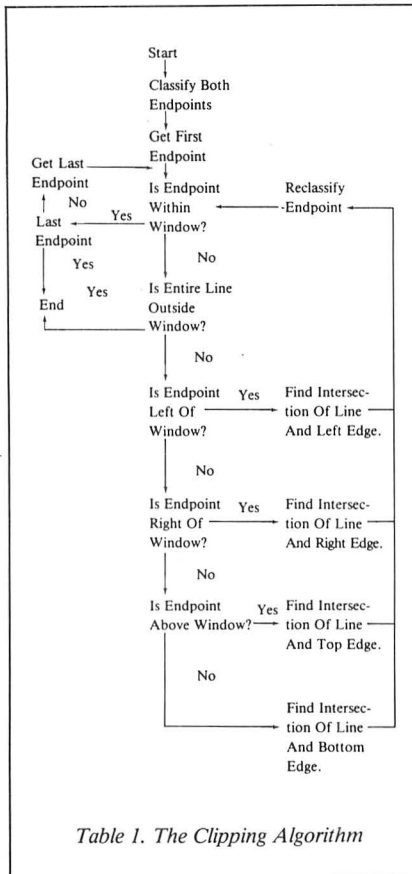 Start
Classify Both
Endpoints
Get First
Endpoint
Get Last
Endpoint
Is Endpoint
Within
Window?
Reclassify
Endpoint
No
Yes
Last
Endpoint
Yes
No
End
Yes
Is Entire Line
Outside
Window?
No
Is Endpoint
Left Of
Window?
Yes
Find Intersec-
tion Of Line
And Left Edge.
No
Is Endpoint
Right Of
Window?
Yes
Find Intersec-
tion Of Line
And Right Edge.
No
Is Endpoint
Above Window?
Yes
Find Intersec-
tion Of Line
And Top Edge.
No
Find Intersec-
tion Of Line
And Bottom
Edge.
Table 1. The Clipping Algorithm